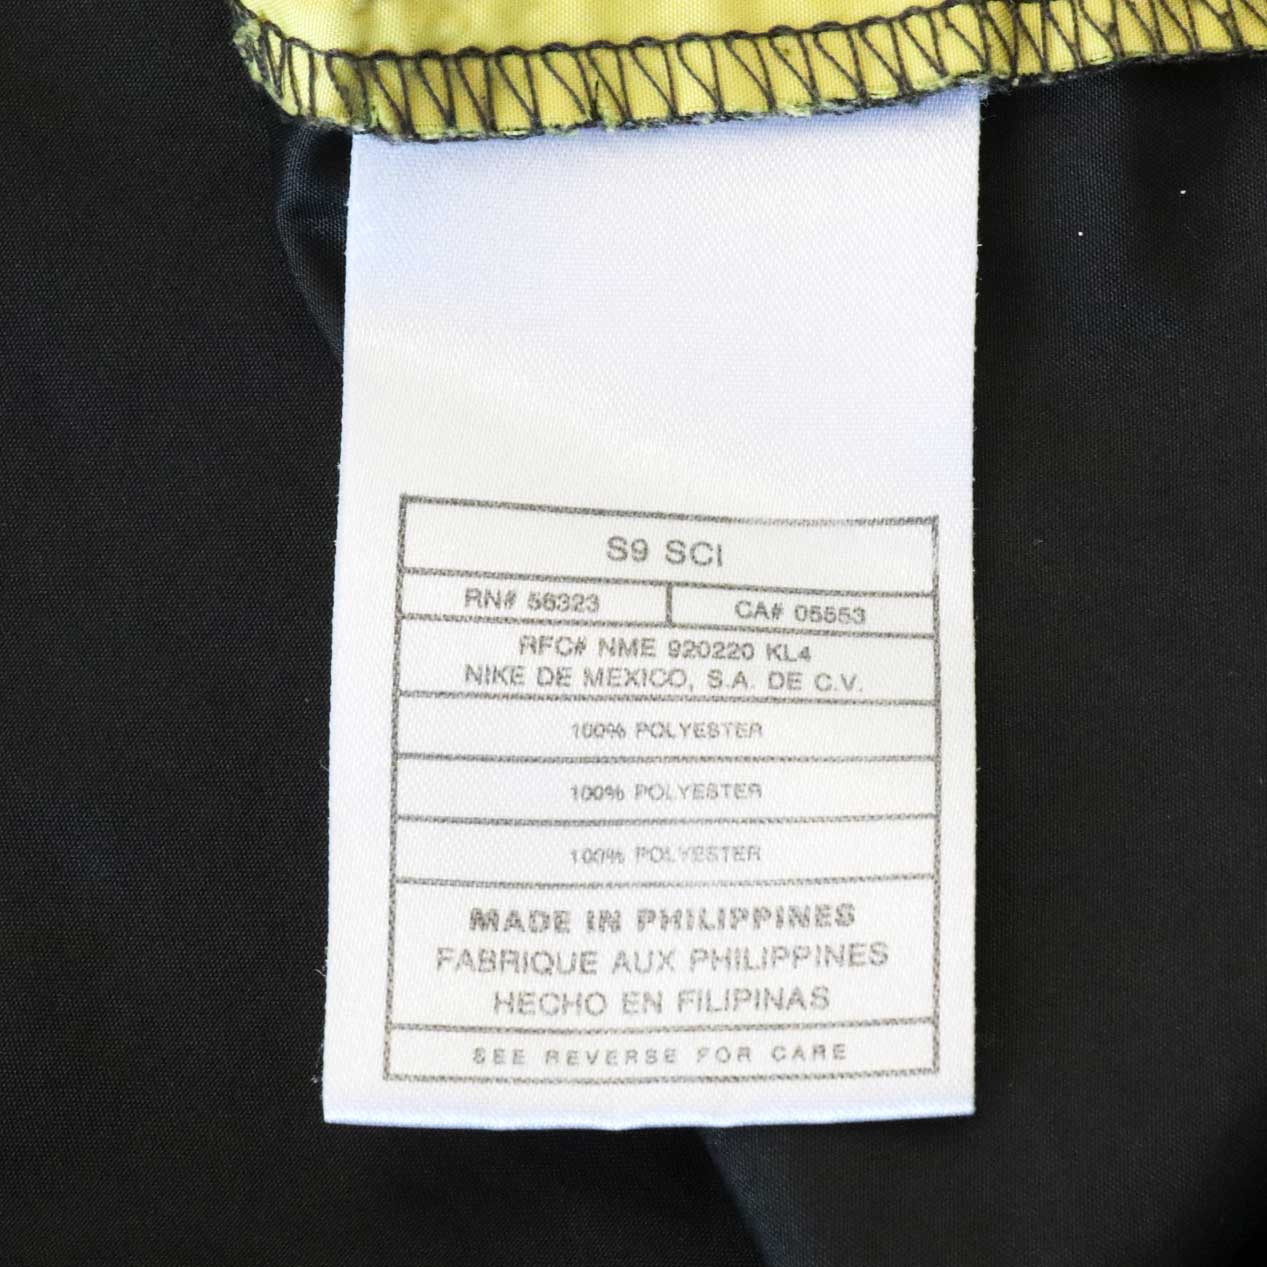 S9 SCI
RN# 56323
CA# 05553
RFC# NME 920220 KL4
NIKE DE MEXICO, S.A. DE C.V.
100% POLYESTER
100% POLYESTER
100% POLYESTER
MADE IN PHILIPPINES
FABRIQUE AUX PHILIPPINES
HECHO EN FILIPINAS
SEE REVERSE FOR CARE